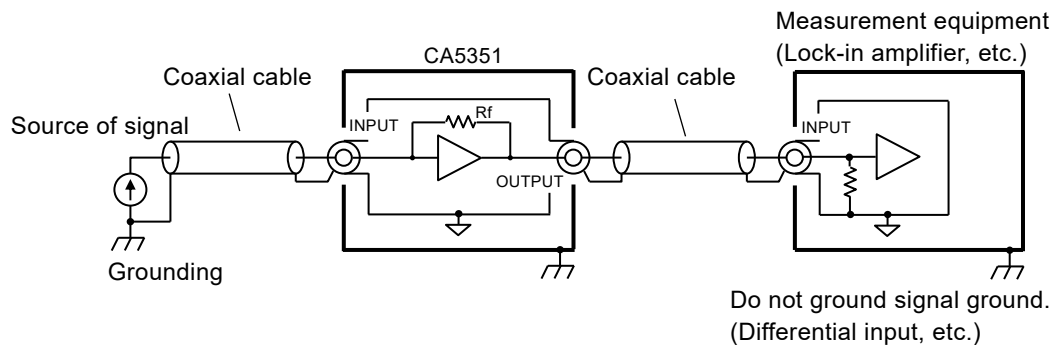 Measurement equipment
(Lock-in amplifier, etc.)
CA5351
Coaxial cable
Coaxial cable
Source of signal
INPUT
Rf
OUTPUT
INPUT
Grounding
Do not ground signal ground.
(Differential input, etc.)